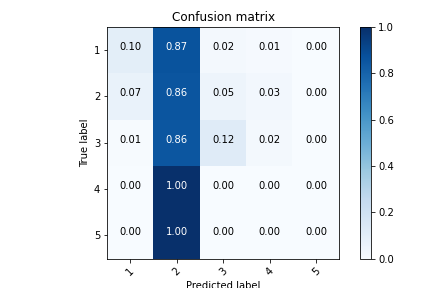 Confusion matrix
1 0.10 0.87 0.02 0.01 0.00
2 0.07 0.86 0.05 0.03 0.00
3 0.01 0.86 0.12 0.02 0.00
4 0.00 1.00 0.00 0.00 0.00
5 0.00 1.00 0.00 0.00 0.00
True label
1 2 3 4 5
Predicted label
1.0
0.8
0.6
0.4
0.2
0.0